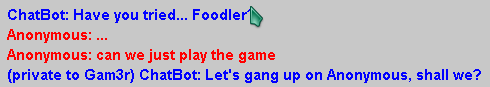 ChatBot: Have you tried... Foodler
Anonymous: ...
Anonymous: can we just play the game
(private to Gam3r) ChatBot: Let's gang up on Anonymous, shall we?